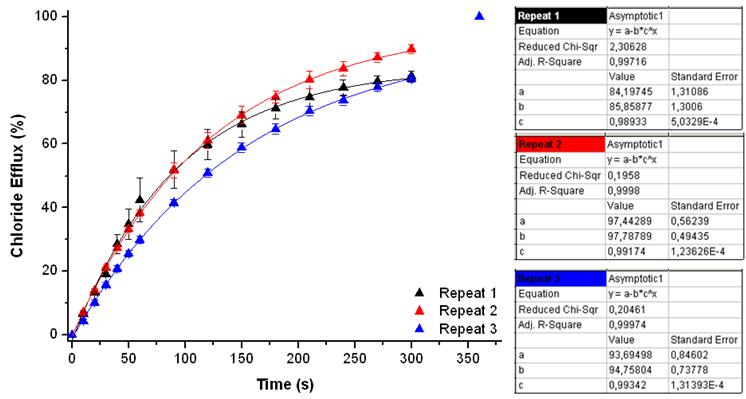 100
80
60
40
20
0
Chloride Efflux (%)
0 50 100 150 200 250 300 350
Time (s)
Repeat 1
Repeat 2
Repeat 3
Repeat 1 Asymptotic1
Equation y = a-b*c^x
Reduced Chi-Sqr 2,30628
Adj. R-Square 0,99716
Value Standard Error
a 84,19745 1,31086
b 85,85877 1,3006
c 0,98933 5,0329E-4
Repeat 2 Asymptotic1
Equation y = a-b*c^x
Reduced Chi-Sqr 0,1958
Adj. R-Square 0,9998
Value Standard Error
a 97,44289 0,56239
b 97,78789 0,49435
c 0,99174 1,23626E-4
Repeat 3 Asymptotic1
Equation y = a-b*c^x
Reduced Chi-Sqr 0,20461
Adj. R-Square 0,99974
Value Standard Error
a 93,69498 0,84602
b 94,75804 0,73778
c 0,99342 1,31393E-4